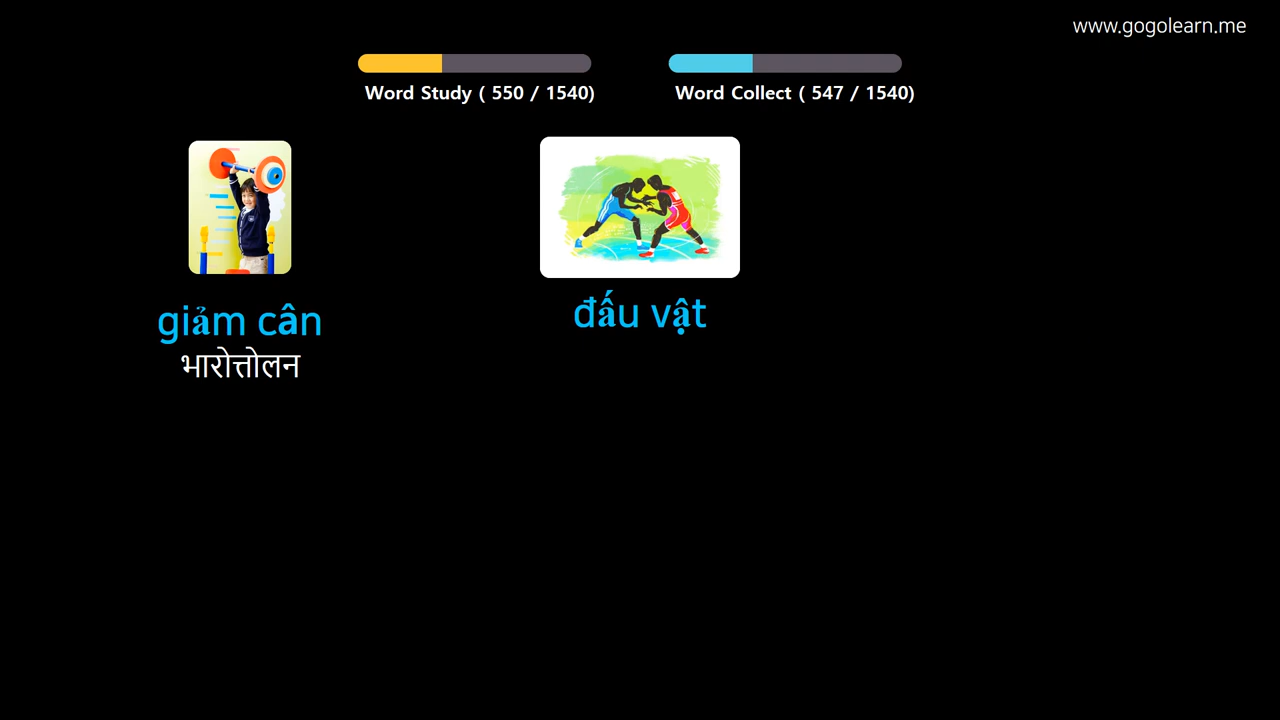 www.gogolearn.me
Word Study ( 550 / 1540)
Word Collect ( 547 / 1540)
giảm cân
भारोत्तोलन
đấu vật